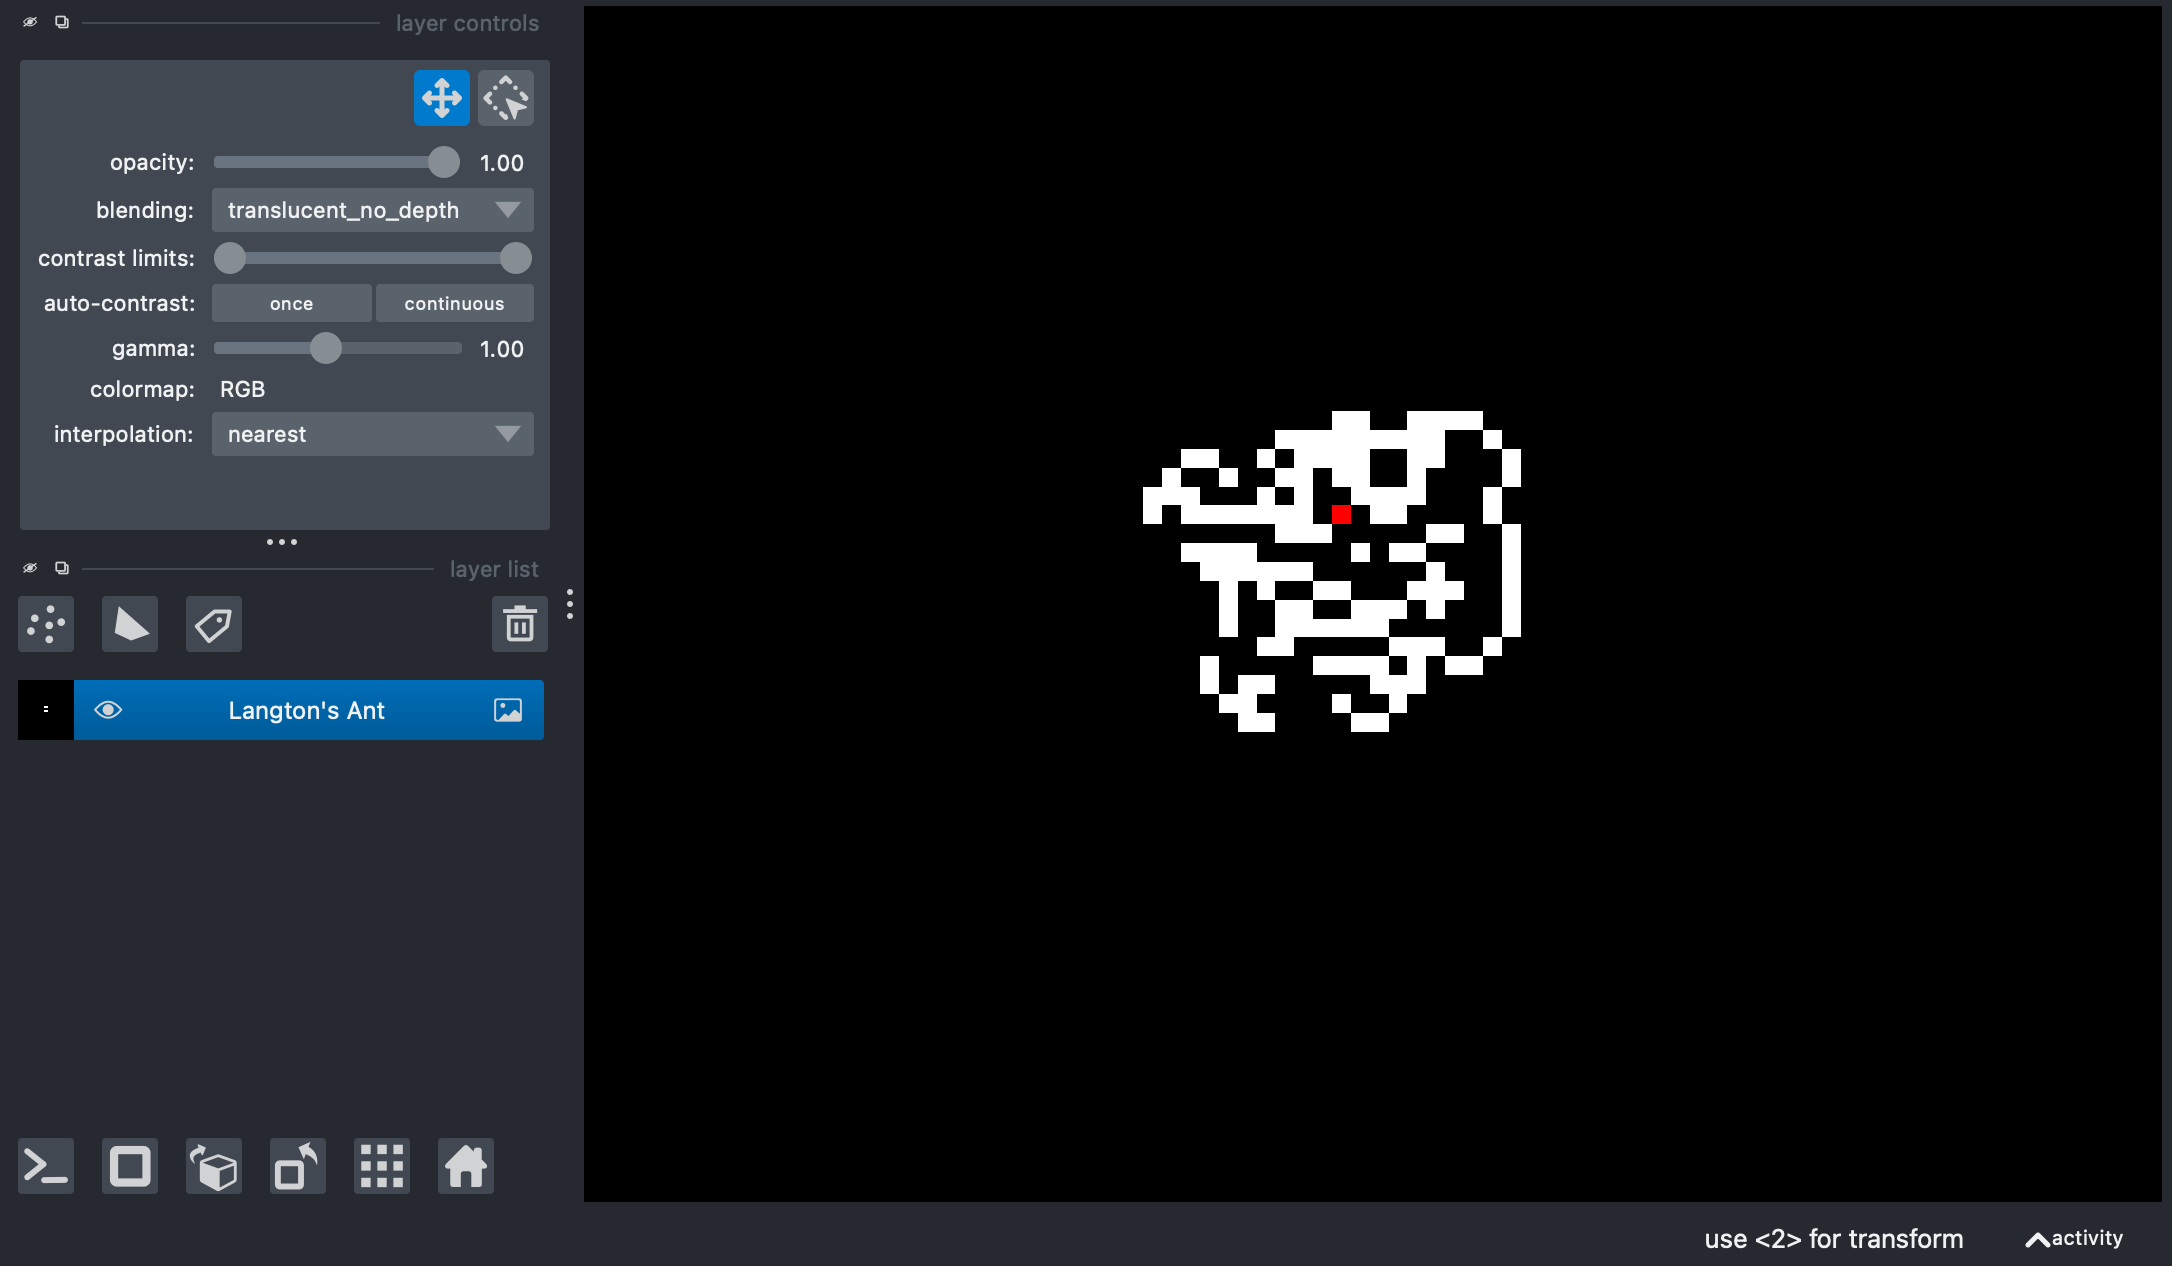 layer controls
opacity: 1.00
blending: translucent_no_depth
contrast limits:
auto-contrast: once continuous
gamma: 1.00
colormap: RGB
interpolation: nearest
layer list
Langton's Ant
use <2> for transform activity